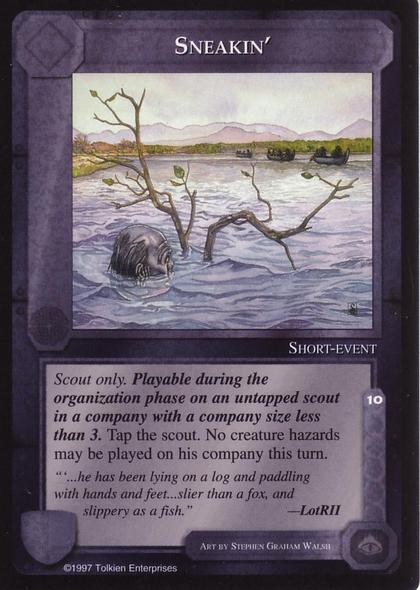 SNEAKIN'
SHORT-EVENT
Scout only. Playable during the
organization phase on an untapped scout
in a company with a company size less
than 3. Tap the scout. No creature hazards
may be played on his company this turn.
10
“‘...he has been lying on a log and paddling
with hands and feet...slier than a fox, and
slippery as a fish.” —LotRII
ART BY STEPHEN GRAHAM WALSH
©1997 Tolkien Enterprises